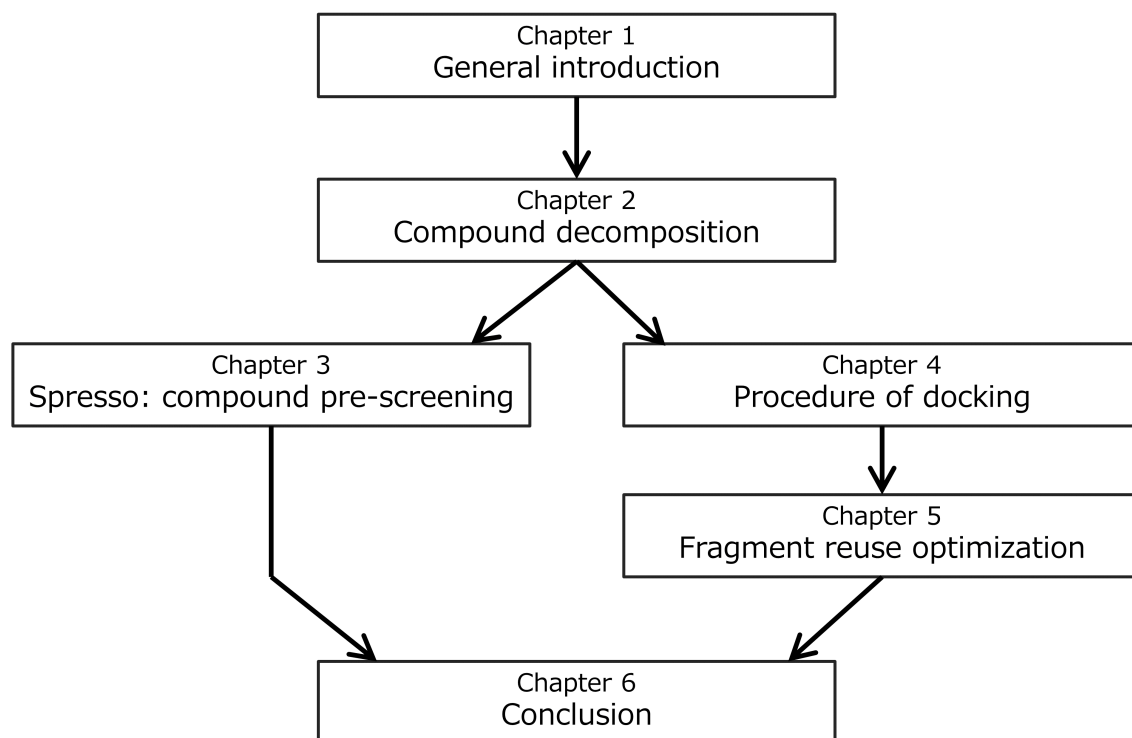 Chapter 1
General introduction
Chapter 2
Compound decomposition
Chapter 3
Spresso: compound pre-screening
Chapter 4
Procedure of docking
Chapter 5
Fragment reuse optimization
Chapter 6
Conclusion